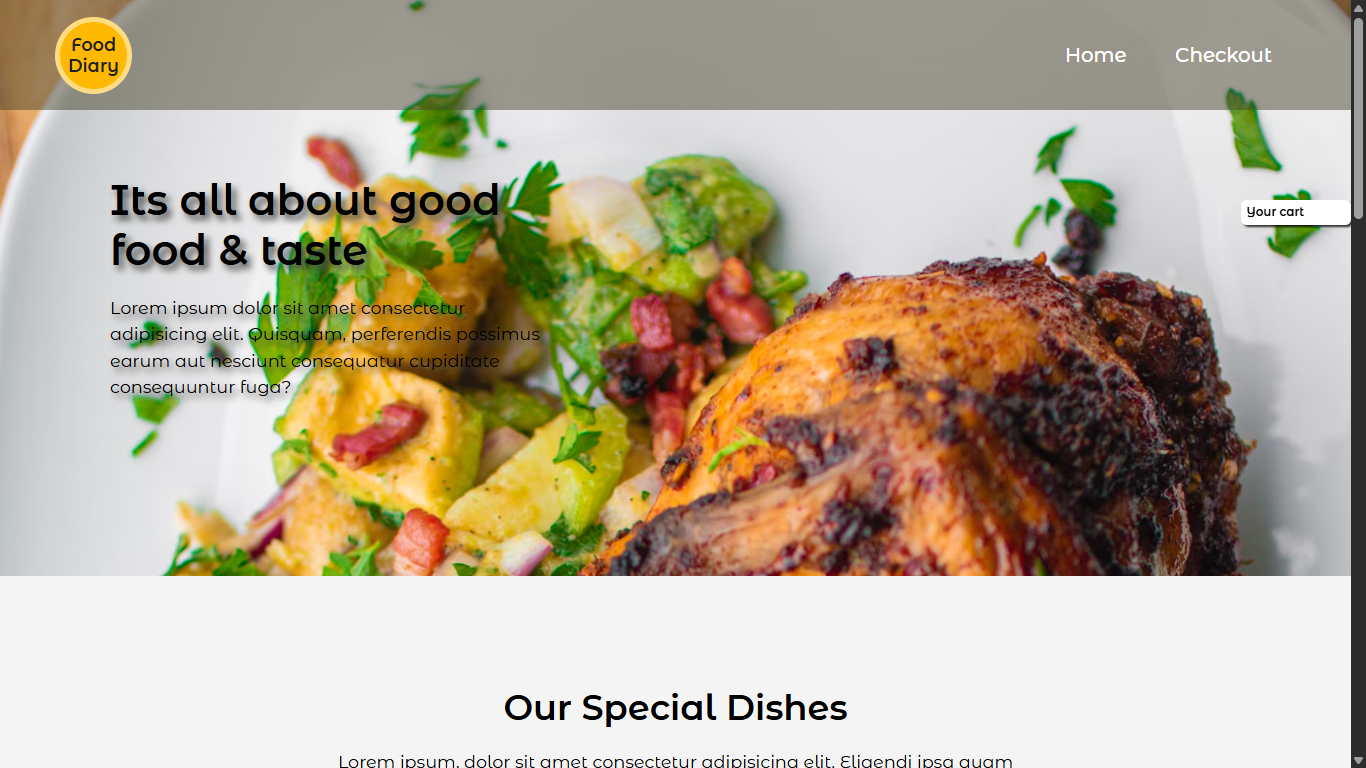 Food
Diary
Home
Checkout
Its all about good
food & taste
Your cart
Lorem ipsum dolor sit amet consectetur
adipisicing elit. Quisquam, perferendis possimus
earum aut nesciunt consequatur cupiditate
consequuntur fuga?
Our Special Dishes
Lorem ipsum, dolor sit amet consectetur adipisicing elit. Eligendi ipsa quam